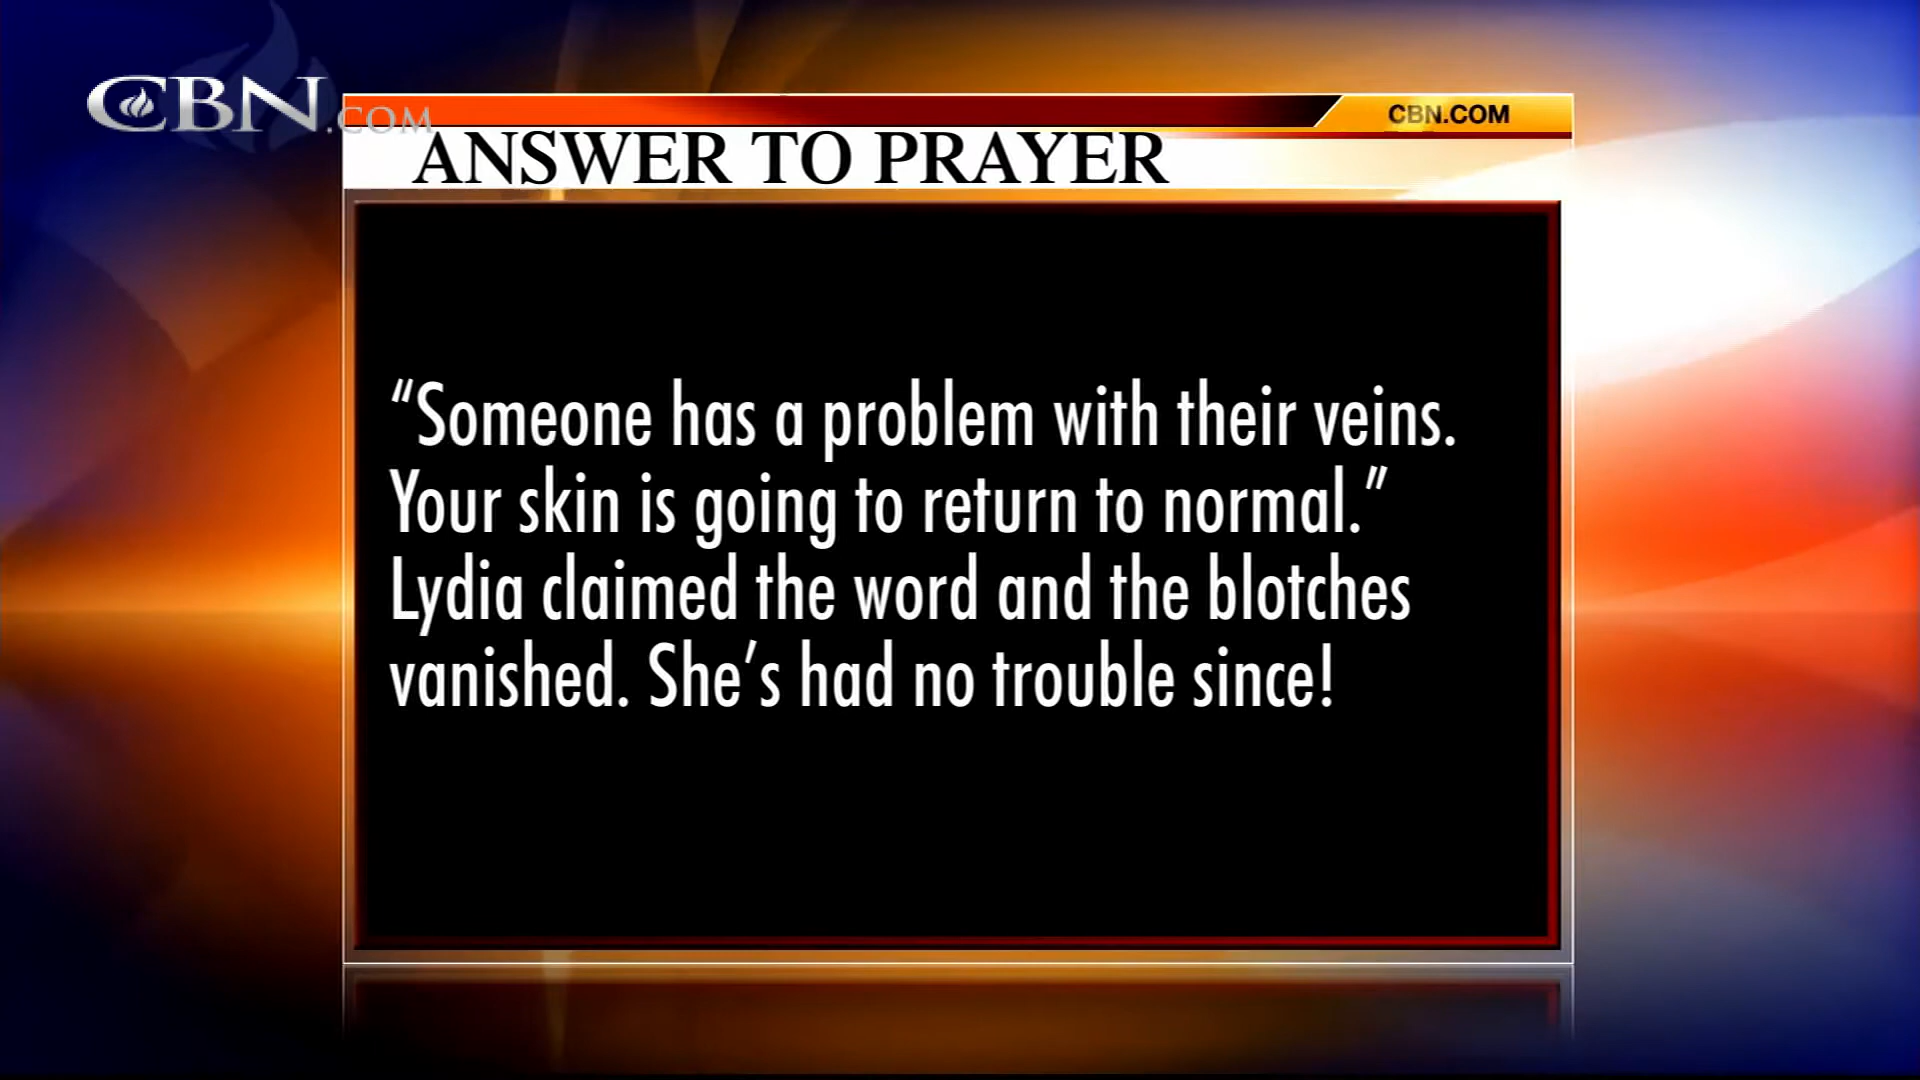 CBN.COM
CBN.COM
ANSWER TO PRAYER
“Someone has a problem with their veins.
Your skin is going to return to normal.”
Lydia claimed the word and the blotches
vanished. She’s had no trouble since!